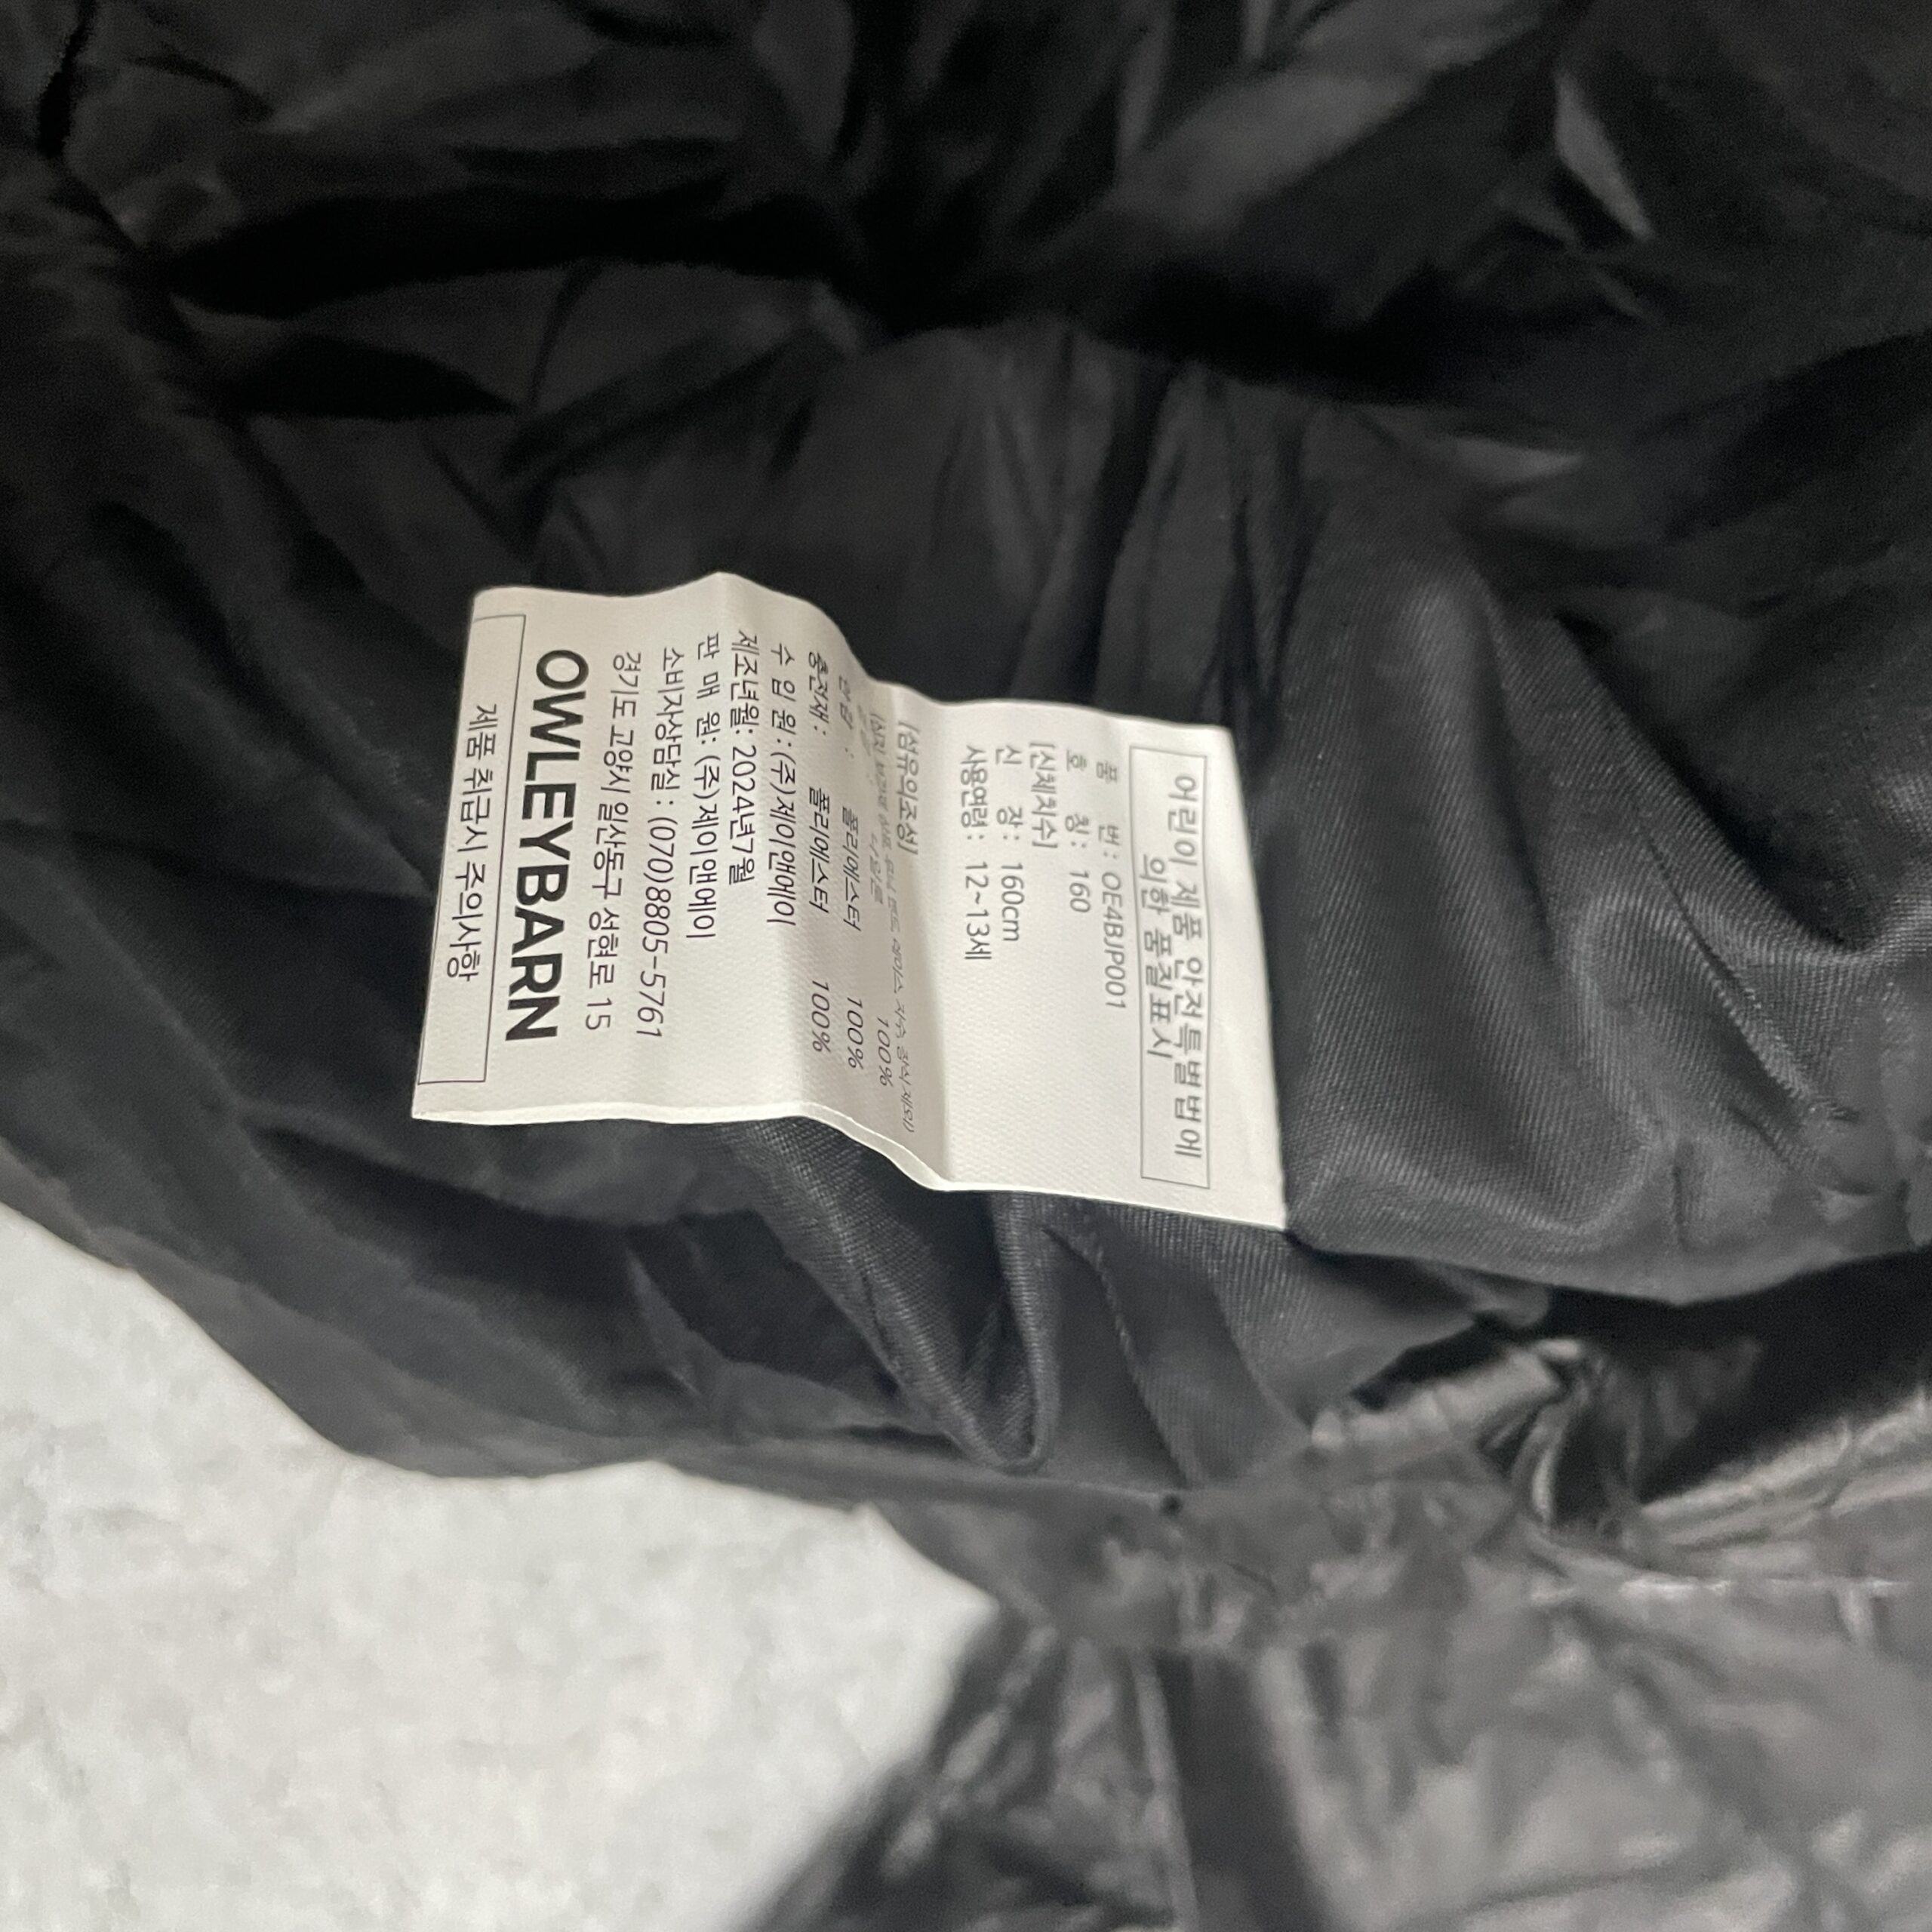 어린이 제품 안전특별법에
의한 품질표시
품 번 : OE4BJP001
호 칭 : 160
[신체치수]
신 장 : 160cm
사용연령 : 12~13세
[섬유의조성]
나일론 100%
안감 : 폴리에스터 100%
충전재 : 폴리에스터 100%
수 입 원 : (주)제이앤에이
제조년월: 2024년7월
판 매 원: (주)제이앤에이
소비자상담실 : (070)8805-5761
경기도 고양시 일산동구 성현로 15
OWLEYBARN
제품 취급시 주의사항